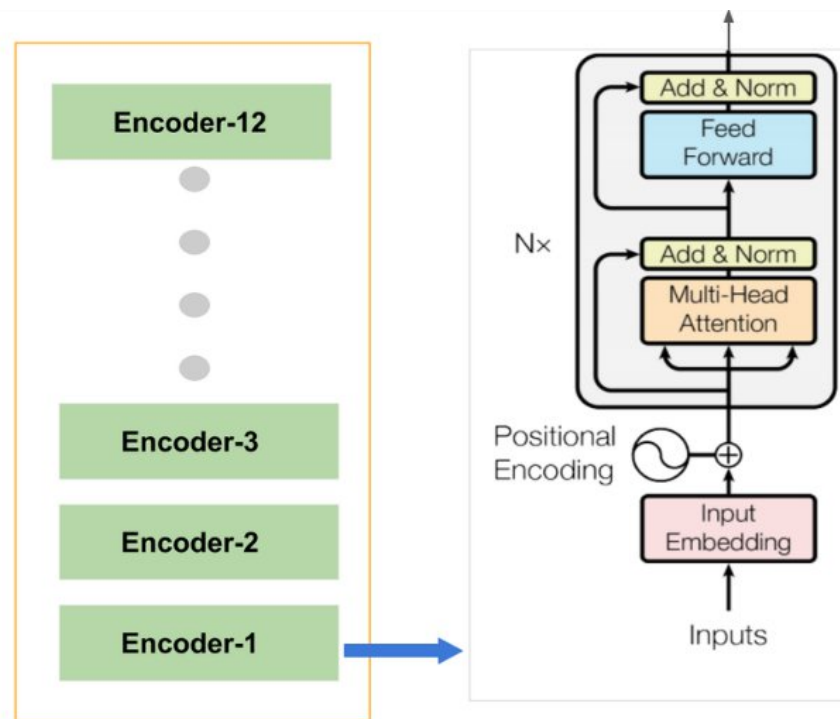 Encoder-12
Encoder-3
Encoder-2
Encoder-1
Add & Norm
Feed
Forward
Nx
Add & Norm
Multi-Head
Attention
Positional
Encoding
Input
Embedding
Inputs